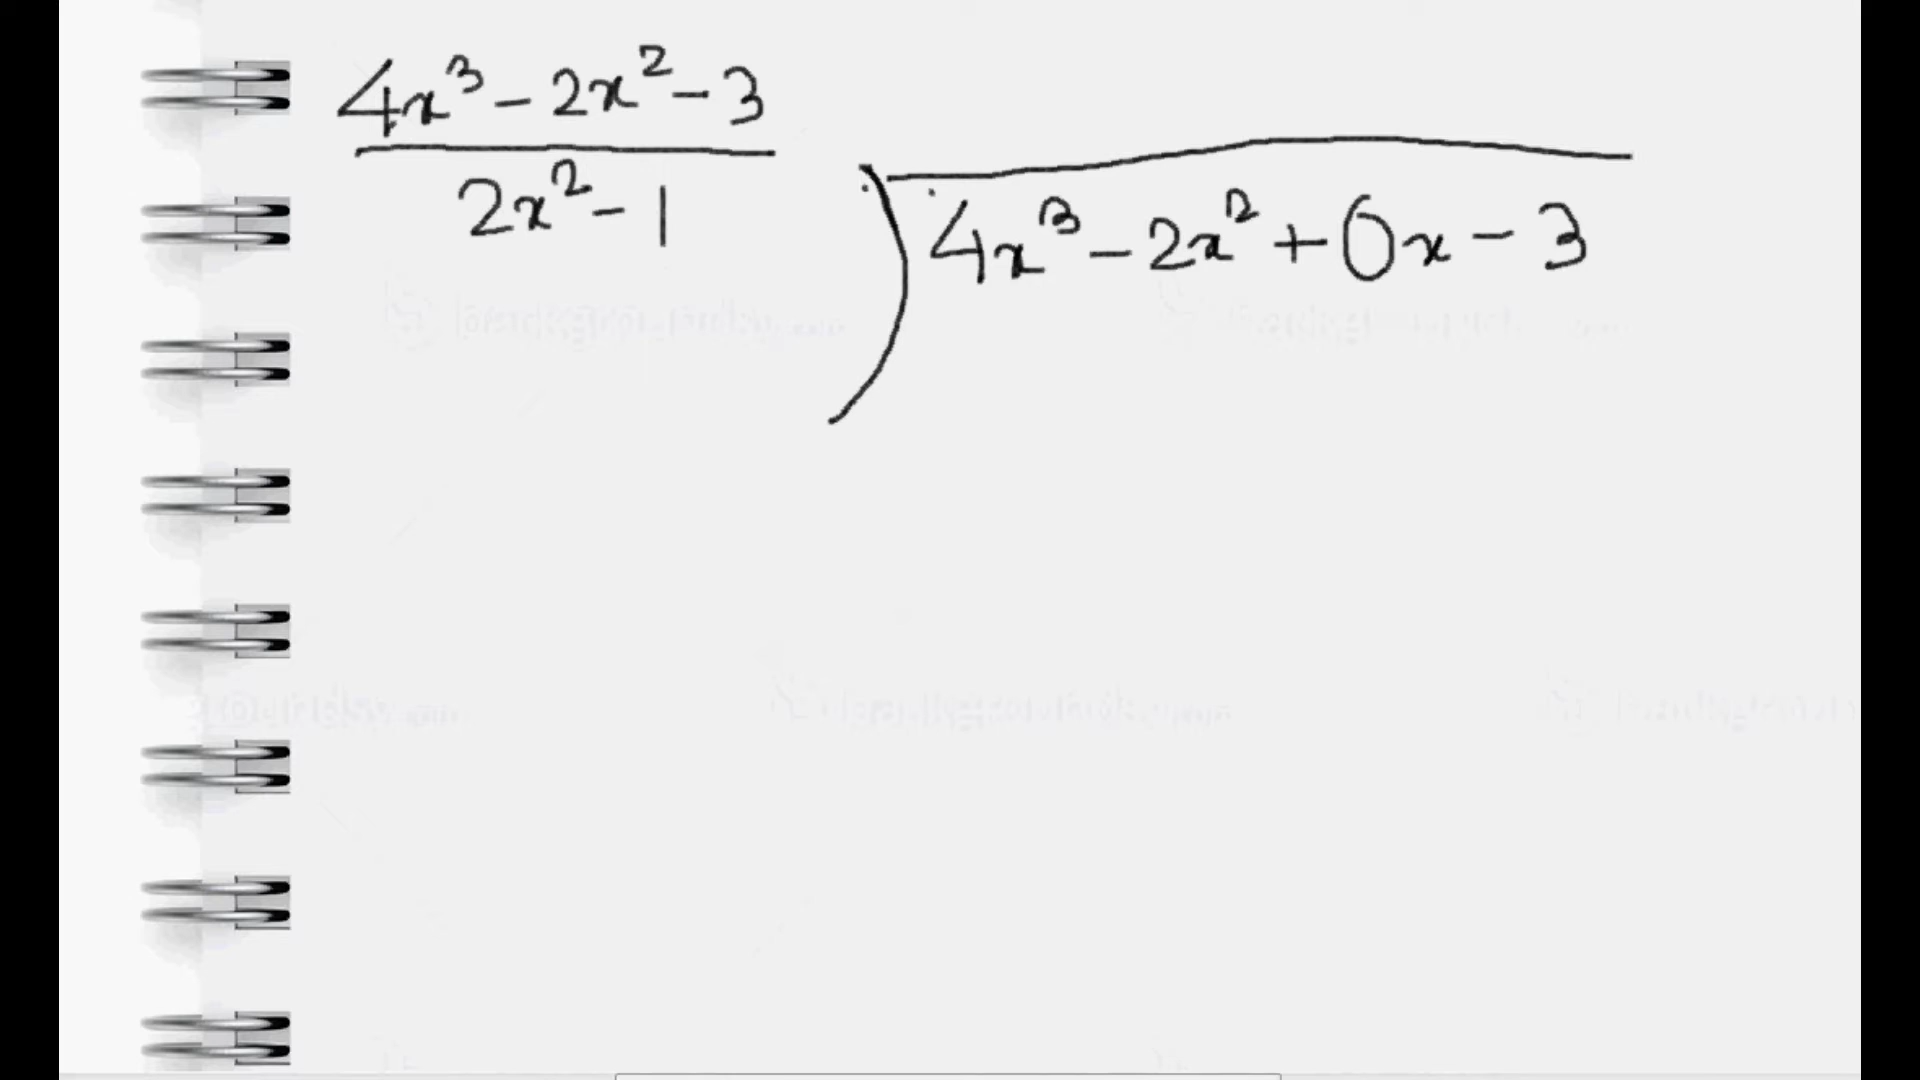 4x³ - 2x² - 3
2x² - 1
4x³ - 2x² + 0x - 3